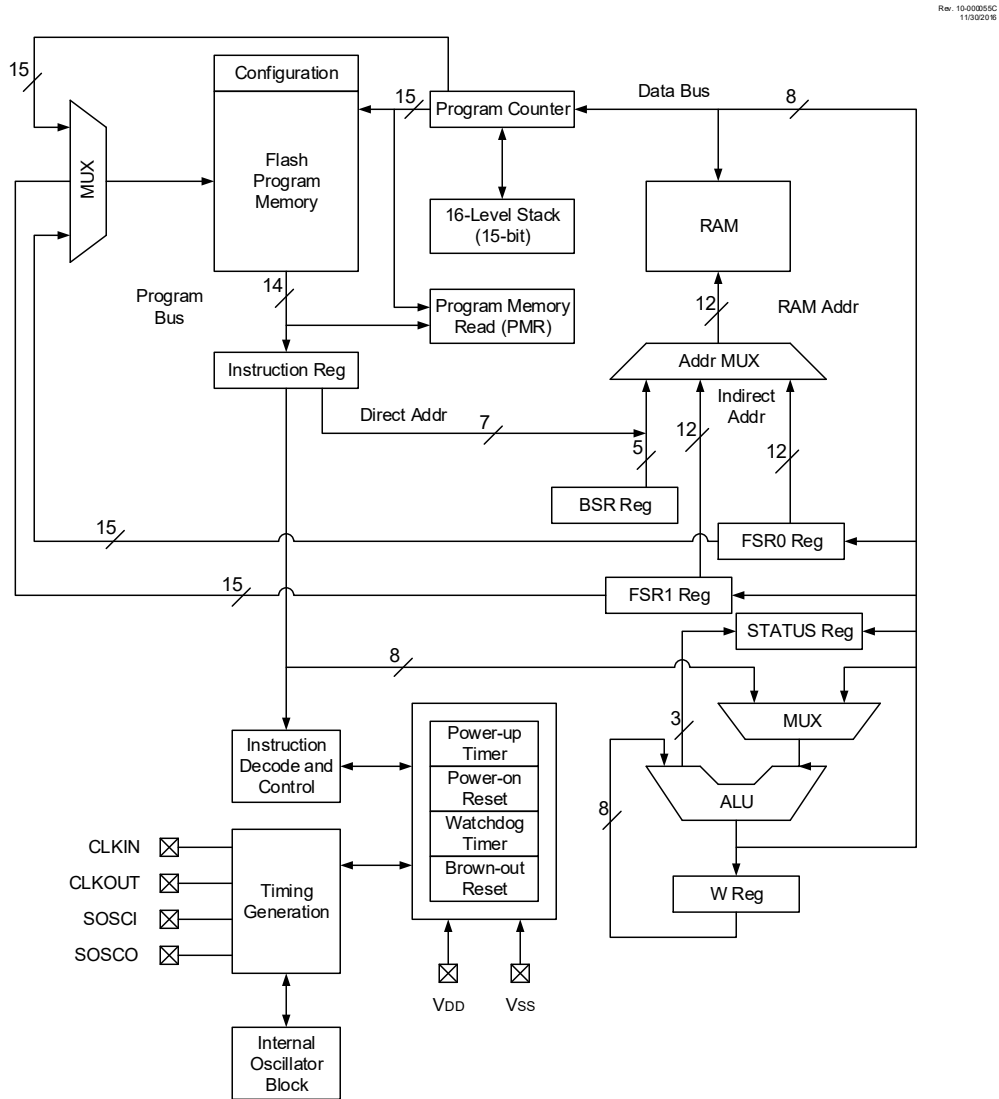 Rev. 10-000055C
11/30/2016
15
Configuration
15
Program Counter
Data Bus
8
MUX
Flash
Program
Memory
16-Level Stack
(15-bit)
RAM
Program
Bus
14
Program Memory
Read (PMR)
12
RAM Addr
Instruction Reg
Addr MUX
Direct Addr
7
Indirect
Addr
5
12
12
BSR Reg
15
FSR0 Reg
15
FSR1 Reg
STATUS Reg
8
3
MUX
Instruction
Decode and
Control
Power-up
Timer
Power-on
Reset
Watchdog
Timer
Brown-out
Reset
8
ALU
W Reg
CLKIN
CLKOUT
SOSCI
SOSCO
Timing
Generation
VDD
VSS
Internal
Oscillator
Block